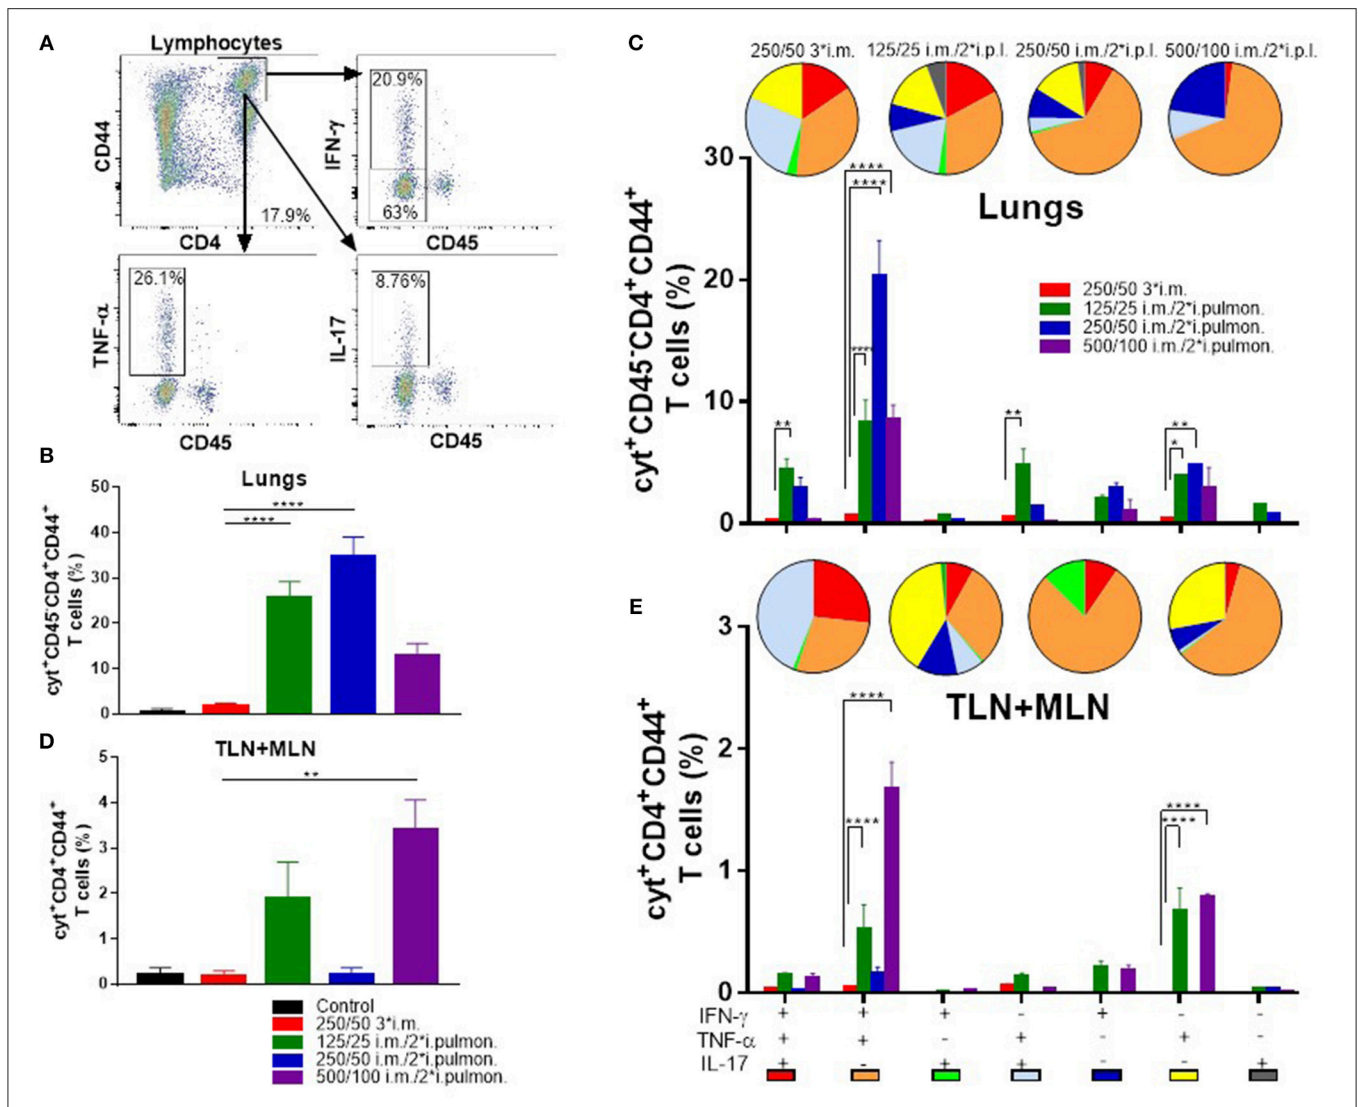 A
Lymphocytes
CD44
CD4
17.9%
20.9%
63%
IFN-γ
CD45
26.1%
TNF-α
CD45
8.76%
IL-17
CD45
B
Lungs
cyt⁺CD45⁻CD4⁺CD44⁺
T cells (%)
50
40
30
20
10
0
****
****
D
TLN+MLN
cyt⁺CD4⁺CD44⁺
T cells (%)
5
4
3
2
1
0
**
Control
250/50 3*i.m.
125/25 i.m./2*i.pulmon.
250/50 i.m./2*i.pulmon.
500/100 i.m./2*i.pulmon.
C
250/50 3*i.m. 125/25 i.m./2*i.p.l. 250/50 i.m./2*i.p.l. 500/100 i.m./2*i.p.l.
Lungs
cyt⁺CD45⁻CD4⁺CD44⁺
T cells (%)
30
20
10
0
250/50 3*i.m.
125/25 i.m./2*i.pulmon.
250/50 i.m./2*i.pulmon.
500/100 i.m./2*i.pulmon.
**
****
****
****
**
**
*
E
TLN+MLN
cyt⁺CD4⁺CD44⁺
T cells (%)
3
2
1
0
****
****
****
****
IFN-γ + + + - + - -
TNF-α + + - + - + -
IL-17 + - + + - - +